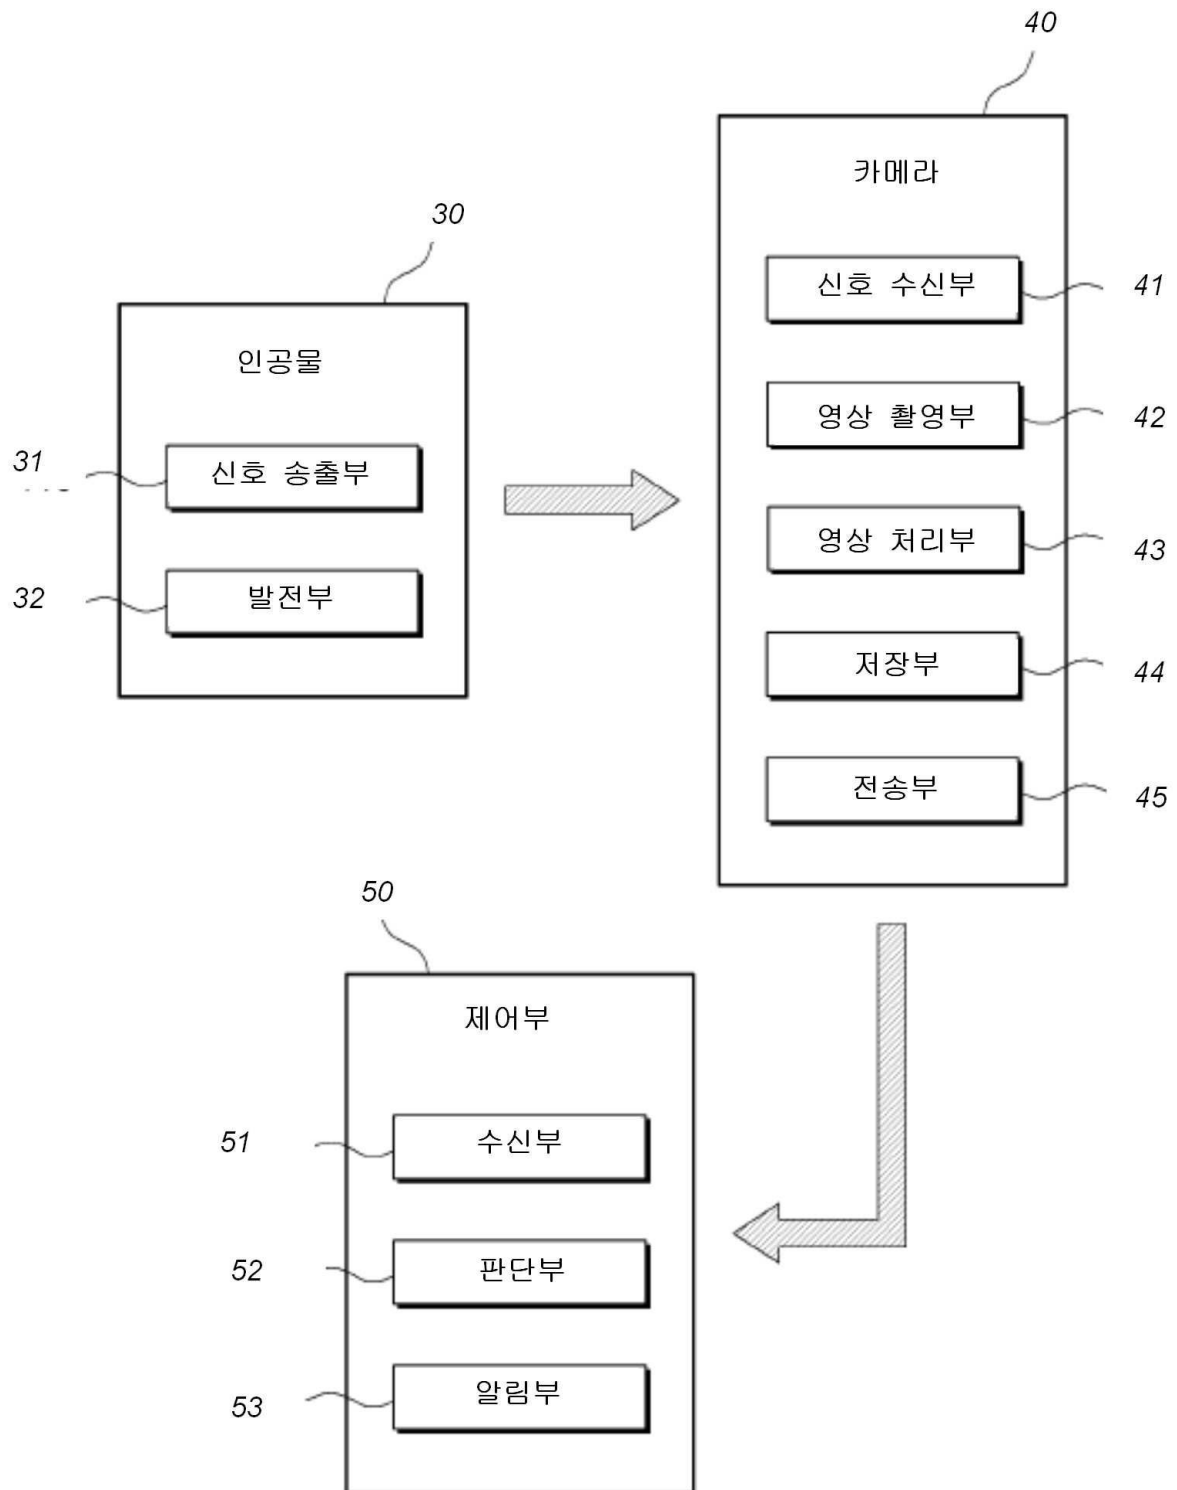 40
카메라
30
신호 수신부
41
인공물
영상 촬영부
42
31
신호 송출부
영상 처리부
43
32
발전부
저장부
44
전송부
45
50
제어부
51
수신부
52
판단부
53
알림부